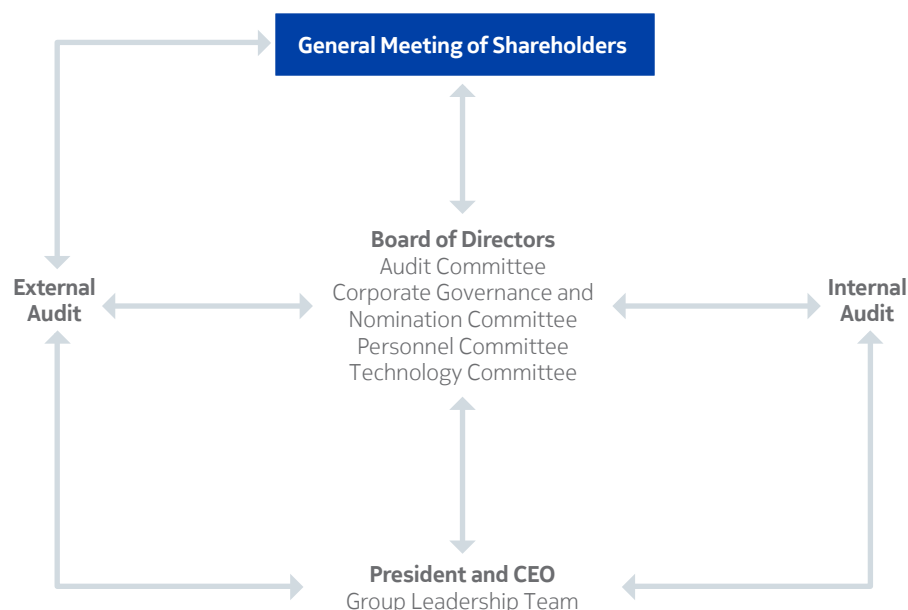 General Meeting of Shareholders
Board of Directors
Audit Committee
Corporate Governance and
Nomination Committee
Personnel Committee
Technology Committee
External
Audit
Internal
Audit
President and CEO
Group Leadership Team